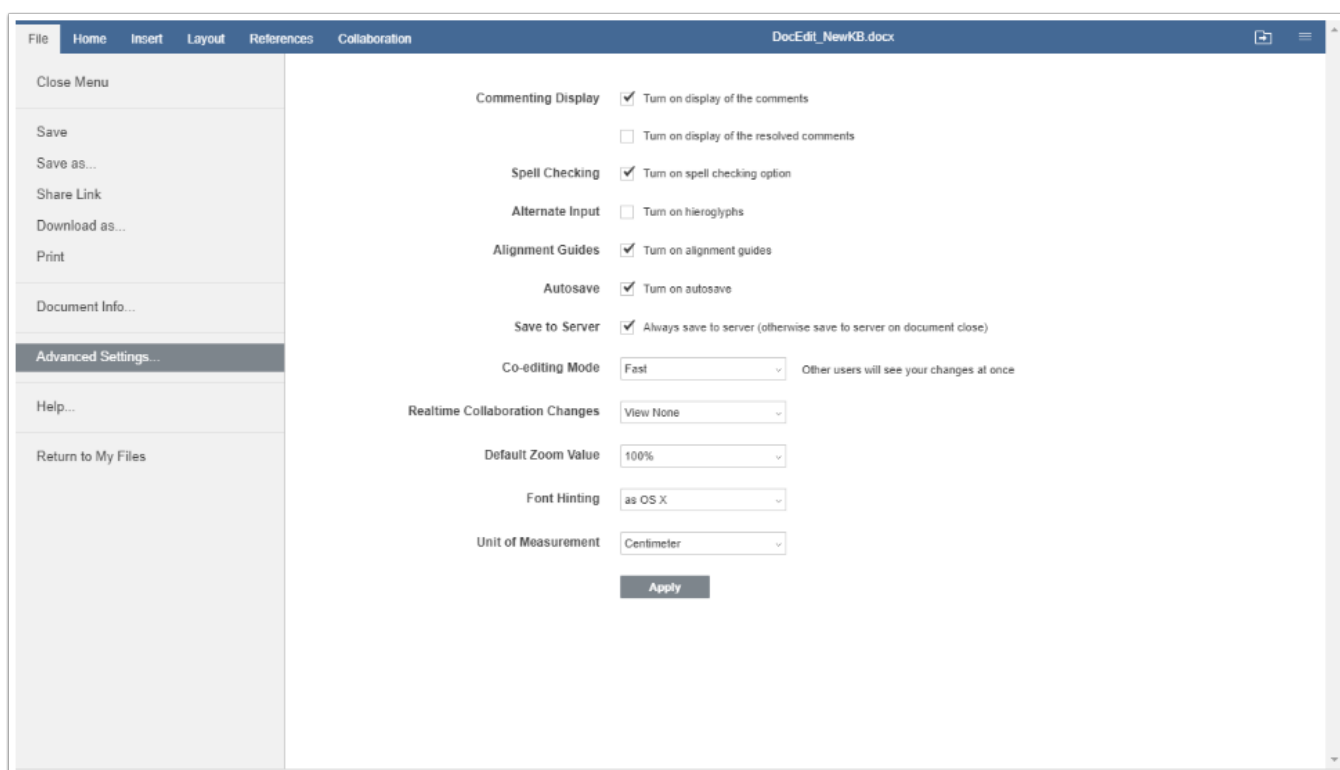 File Home Insert Layout References Collaboration DocEdit_NewKB.docx
Close Menu
Save
Save as...
Share Link
Download as...
Print
Document Info...
Advanced Settings...
Help...
Return to My Files
Commenting Display Turn on display of the comments
Turn on display of the resolved comments
Spell Checking Turn on spell checking option
Alternate Input Turn on hieroglyphs
Alignment Guides Turn on alignment guides
Autosave Turn on autosave
Save to Server Always save to server (otherwise save to server on document close)
Co-editing Mode Fast Other users will see your changes at once
Realtime Collaboration Changes View None
Default Zoom Value 100%
Font Hinting as OS X
Unit of Measurement Centimeter
Apply